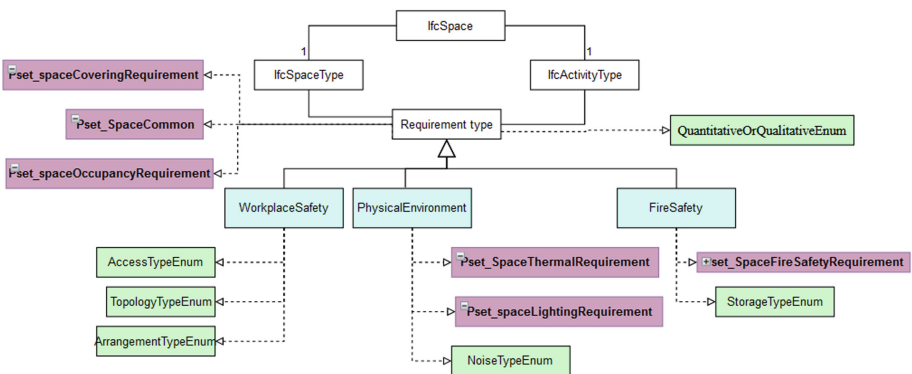 IfcSpace
1
1
IfcSpaceType
IfcActivityType
Pset_spaceCoveringRequirement
Pset_SpaceCommon
Requirement type
QuantitativeOrQualitativeEnum
Pset_spaceOccupancyRequirement
WorkplaceSafety
PhysicalEnvironment
FireSafety
AccessTypeEnum
Pset_SpaceThermalRequirement
set_SpaceFireSafetyRequirement
TopologyTypeEnum
Pset_spaceLightingRequirement
StorageTypeEnum
ArrangementTypeEnum
NoiseTypeEnum